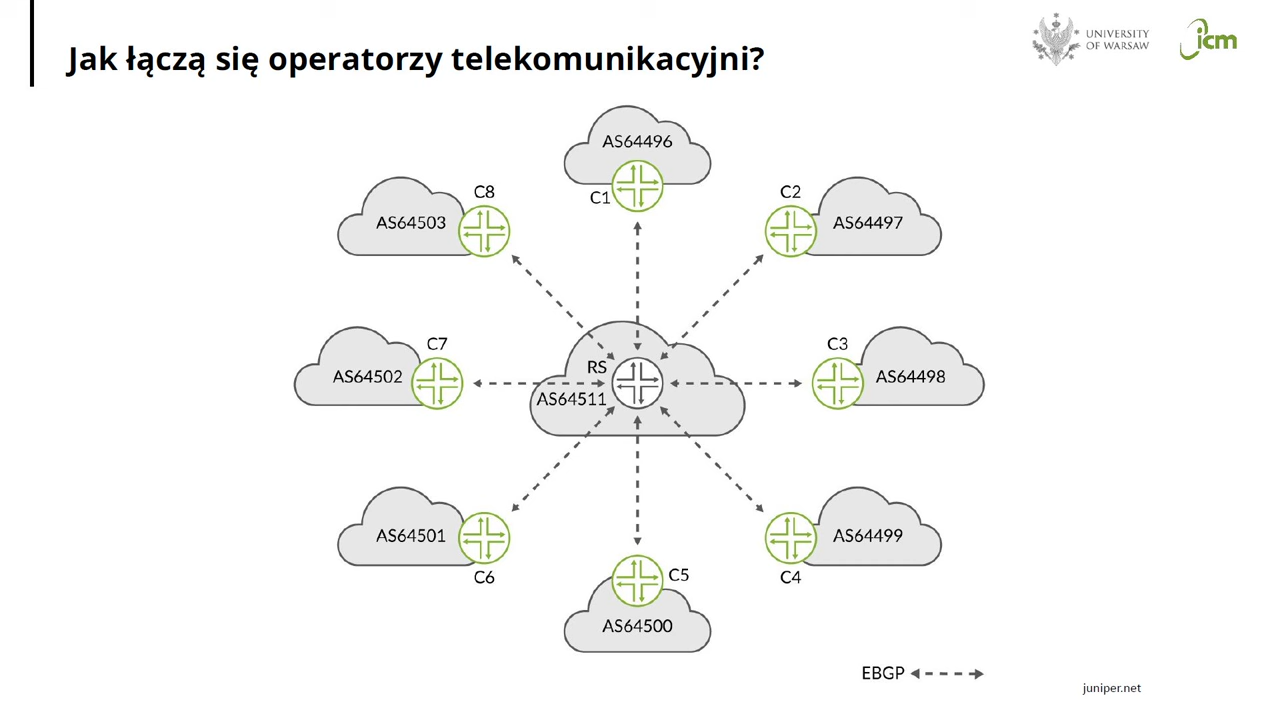 Jak łączą się operatorzy telekomunikacyjni?
UNIVERSITY
OF WARSAW
icm
AS64496
C1
C8
AS64503
C2
AS64497
C7
AS64502
RS
AS64511
C3
AS64498
AS64501
C6
C5
AS64500
AS64499
C4
EBGP
juniper.net